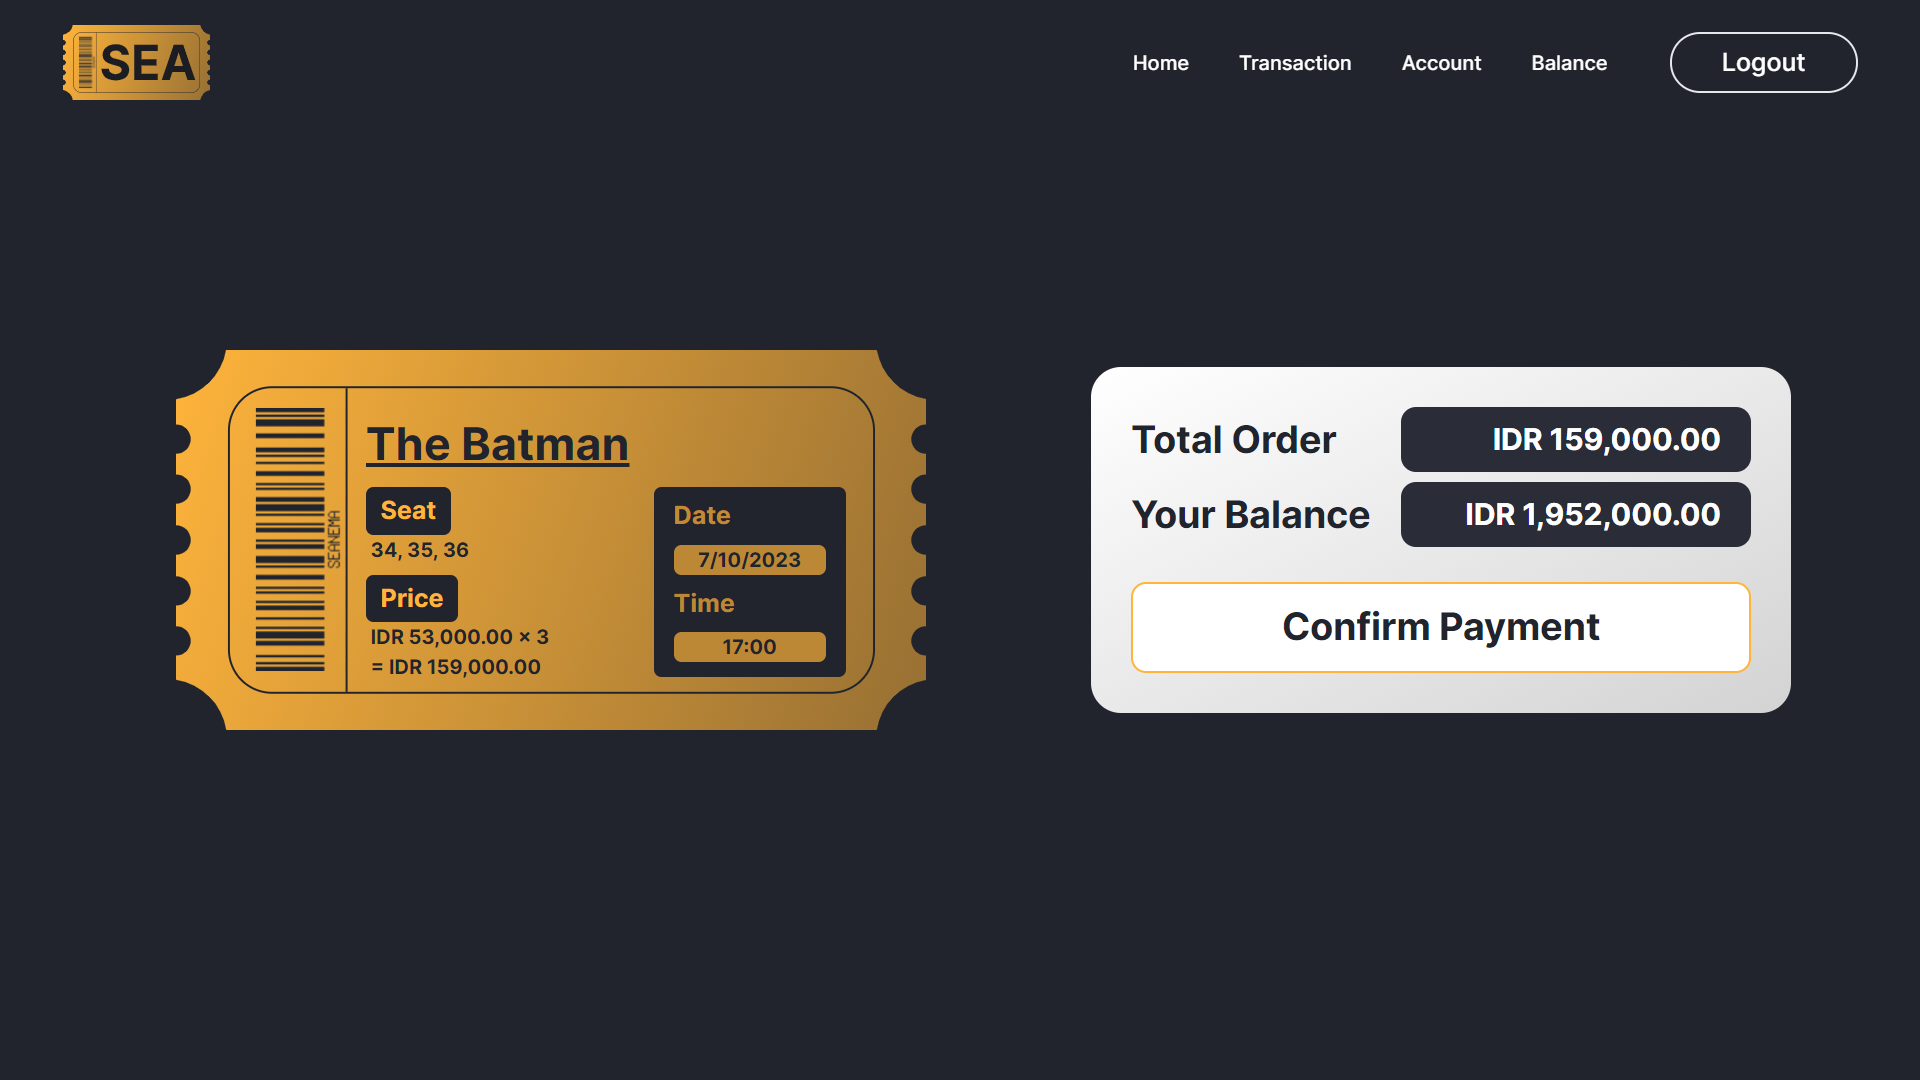 SEA
Home
Transaction
Account
Balance
Logout
The Batman
Seat
34, 35, 36
Price
IDR 53,000.00 × 3
= IDR 159,000.00
SEANEMA
Date
7/10/2023
Time
17:00
Total Order
IDR 159,000.00
Your Balance
IDR 1,952,000.00
Confirm Payment